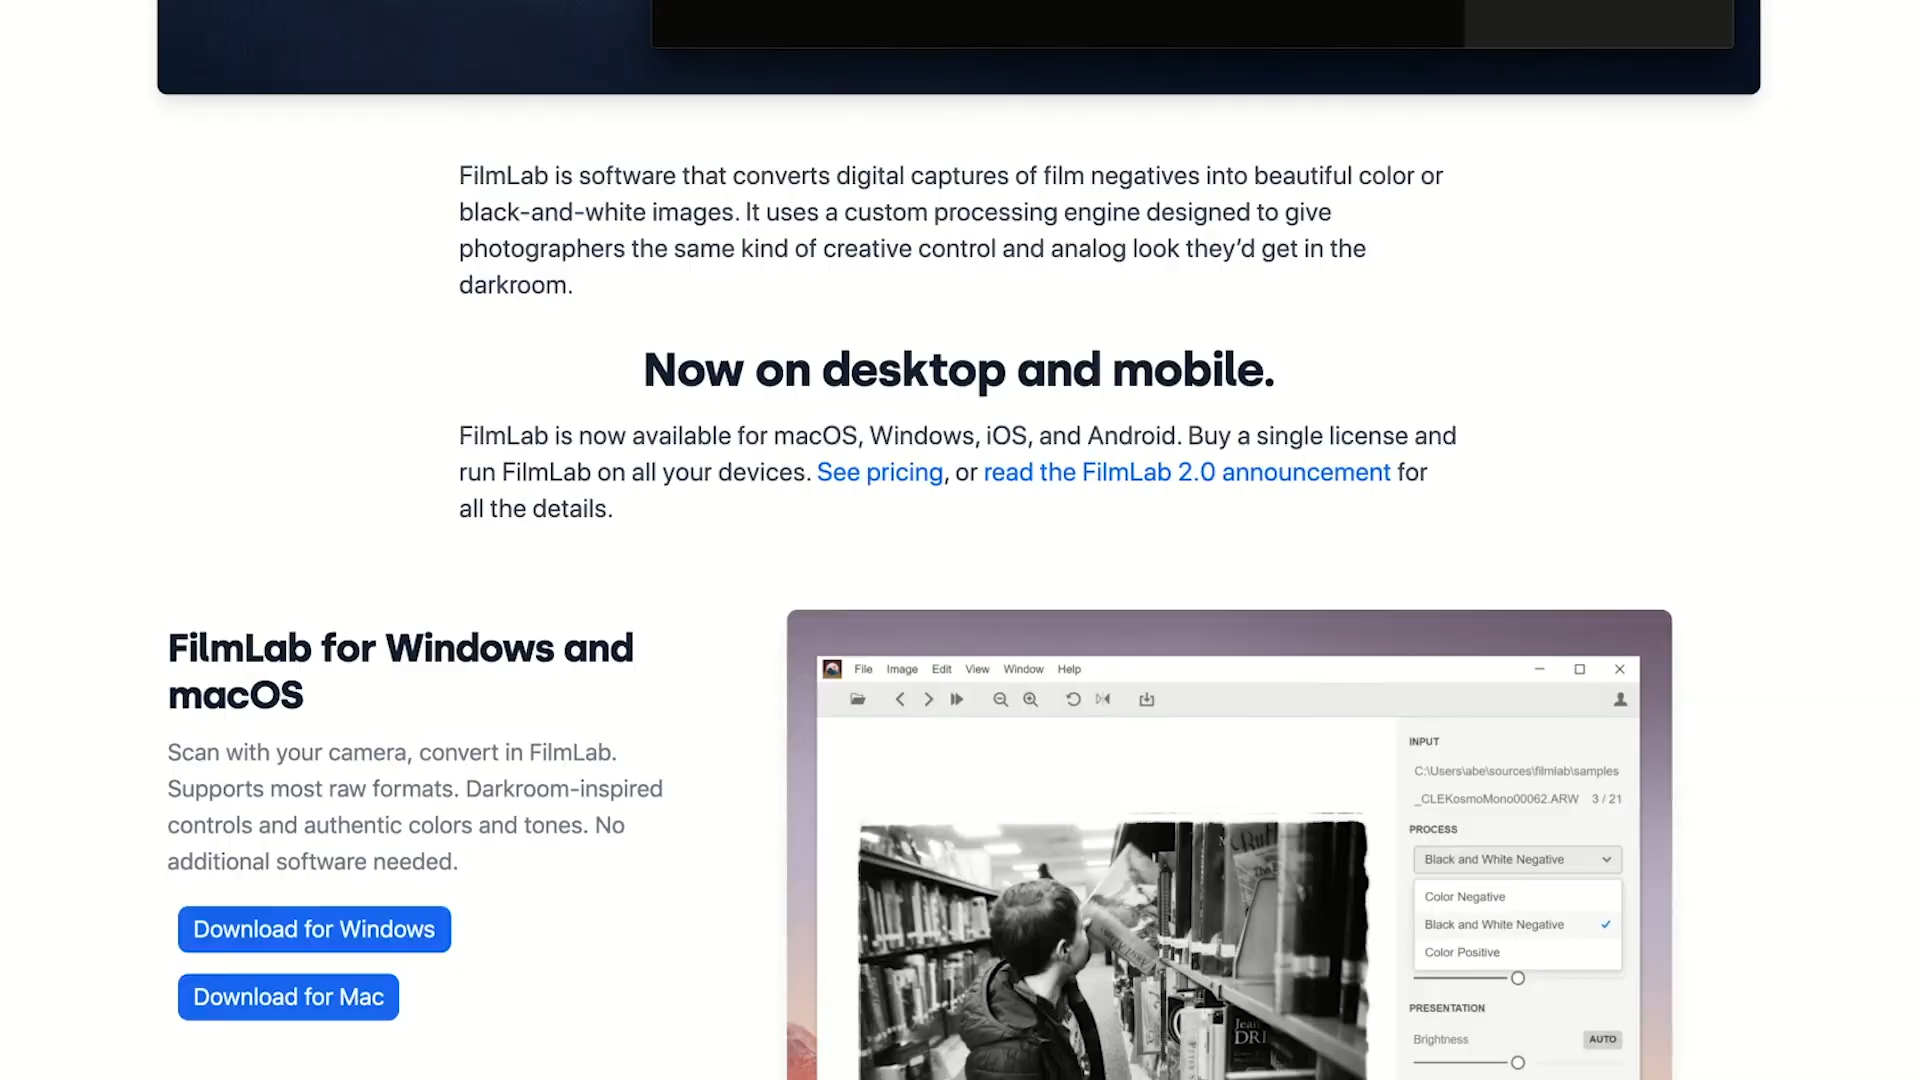 FilmLab is software that converts digital captures of film negatives into beautiful color or
black-and-white images. It uses a custom processing engine designed to give
photographers the same kind of creative control and analog look they’d get in the
darkroom.
Now on desktop and mobile.
FilmLab is now available for macOS, Windows, iOS, and Android. Buy a single license and
run FilmLab on all your devices. See pricing, or read the FilmLab 2.0 announcement for
all the details.
FilmLab for Windows and
macOS
Scan with your camera, convert in FilmLab.
Supports most raw formats. Darkroom-inspired
controls and authentic colors and tones. No
additional software needed.
Download for Windows
Download for Mac
File Image Edit View Window Help
INPUT
C:\Users\abe\sources\filmlab\samples
_CLEKosmoMono00062.ARW 3 / 21
PROCESS
Black and White Negative
Color Negative
Black and White Negative
Color Positive
PRESENTATION
Brightness AUTO